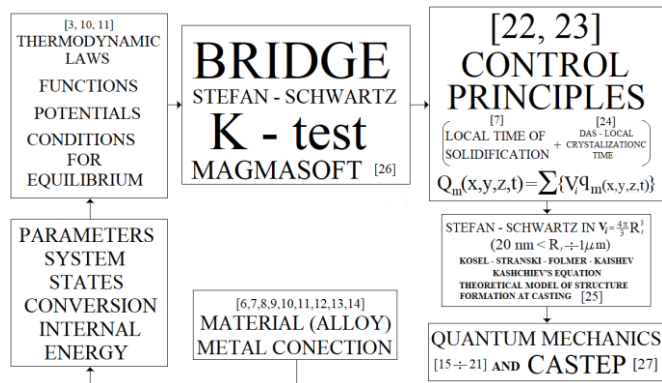 [3, 10, 11]
THERMODYNAMIC
LAWS
FUNCTIONS
POTENTIALS
CONDITIONS
FOR
EQUILIBRIUM
BRIDGE
STEFAN - SCHWARTZ
K - test
MAGMASOFT [26]
[22, 23]
CONTROL
PRINCIPLES
[7] [24]
LOCAL TIME OF
SOLIDIFICATION
+
DAS - LOCAL
CRYSTALIZATIONC
TIME
Qm(x,y,z,t)=∑{Viqm(x,y,z,t)}
PARAMETERS
SYSTEM
STATES
CONVERSION
INTERNAL
ENERGY
[6,7,8,9,10,11,12,13,14]
MATERIAL (ALLOY)
METAL CONECTION
STEFAN - SCHWARTZ IN Vi=4π/3 Ri³
(20 nm < Ri÷1μm)
KOSEL - STRANSKI - FOLMER - KAISHEV
KASHCHIEV'S EQUATION
THEORETICAL MODEL OF STRUCTURE
FORMATION AT CASTING [25]
QUANTUM MECHANICS
[15÷21] AND CASTEP [27]